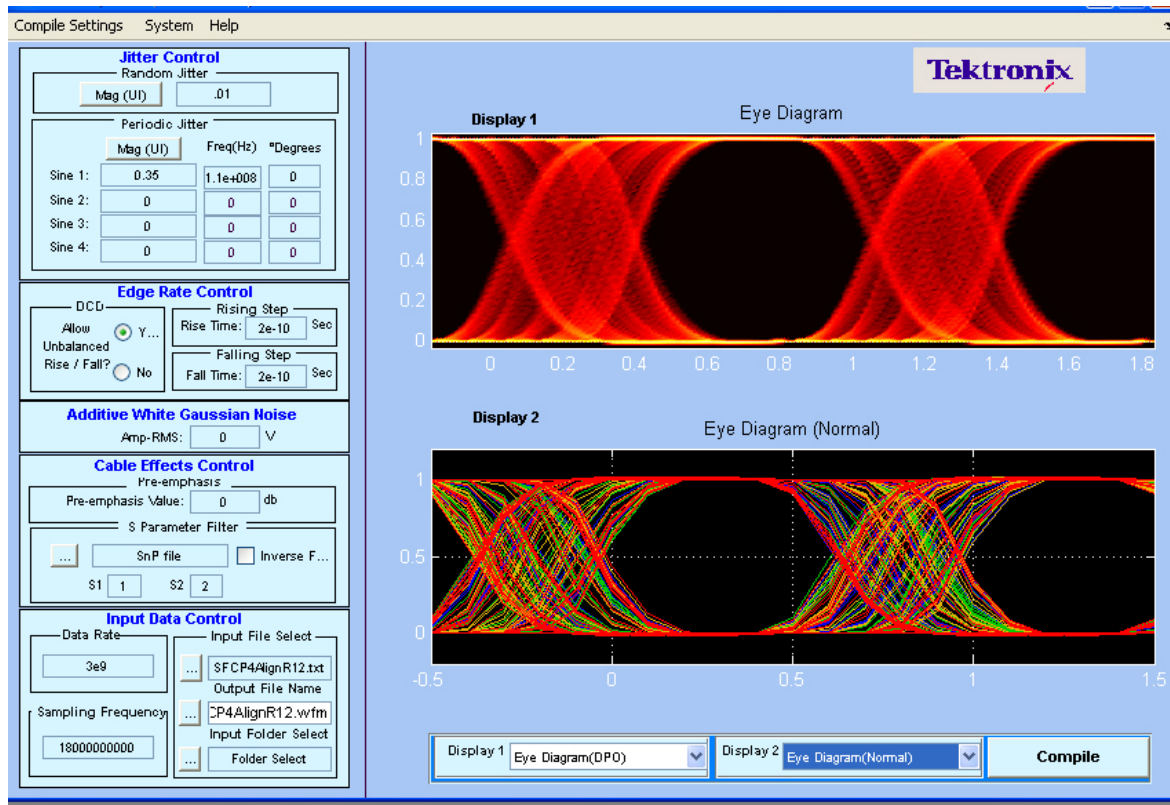 Compile Settings System Help
Jitter Control
Random Jitter
Mag (UI) .01
Periodic Jitter
Mag (UI) Freq(Hz) *Degrees
Sine 1: 0.35 1.1e+008 0
Sine 2: 0 0 0
Sine 3: 0 0 0
Sine 4: 0 0 0
Edge Rate Control
DCD
Allow Unbalanced Rise / Fall?
Y...
No
Rising Step
Rise Time: 2e-10 Sec
Falling Step
Fall Time: 2e-10 Sec
Additive White Gaussian Noise
Amp-RMS: 0 V
Cable Effects Control
Pre-emphasis
Pre-emphasis Value: 0 db
S Parameter Filter
... SnP file Inverse F...
S1 1 S2 2
Input Data Control
Data Rate
3e9
Sampling Frequency
18000000000
Input File Select
... SFCP4AlignR12.txt
Output File Name
... CP4AlignR12.wfm
Input Folder Select
... Folder Select
Tektronix
Display 1
Eye Diagram
1
0.8
0.6
0.4
0.2
0
0 0.2 0.4 0.6 0.8 1 1.2 1.4 1.6 1.8
Display 2
Eye Diagram (Normal)
1
0.5
0
-0.5 0 0.5 1 1.5
Display 1 Eye Diagram(DPO)
Display 2 Eye Diagram(Normal)
Compile